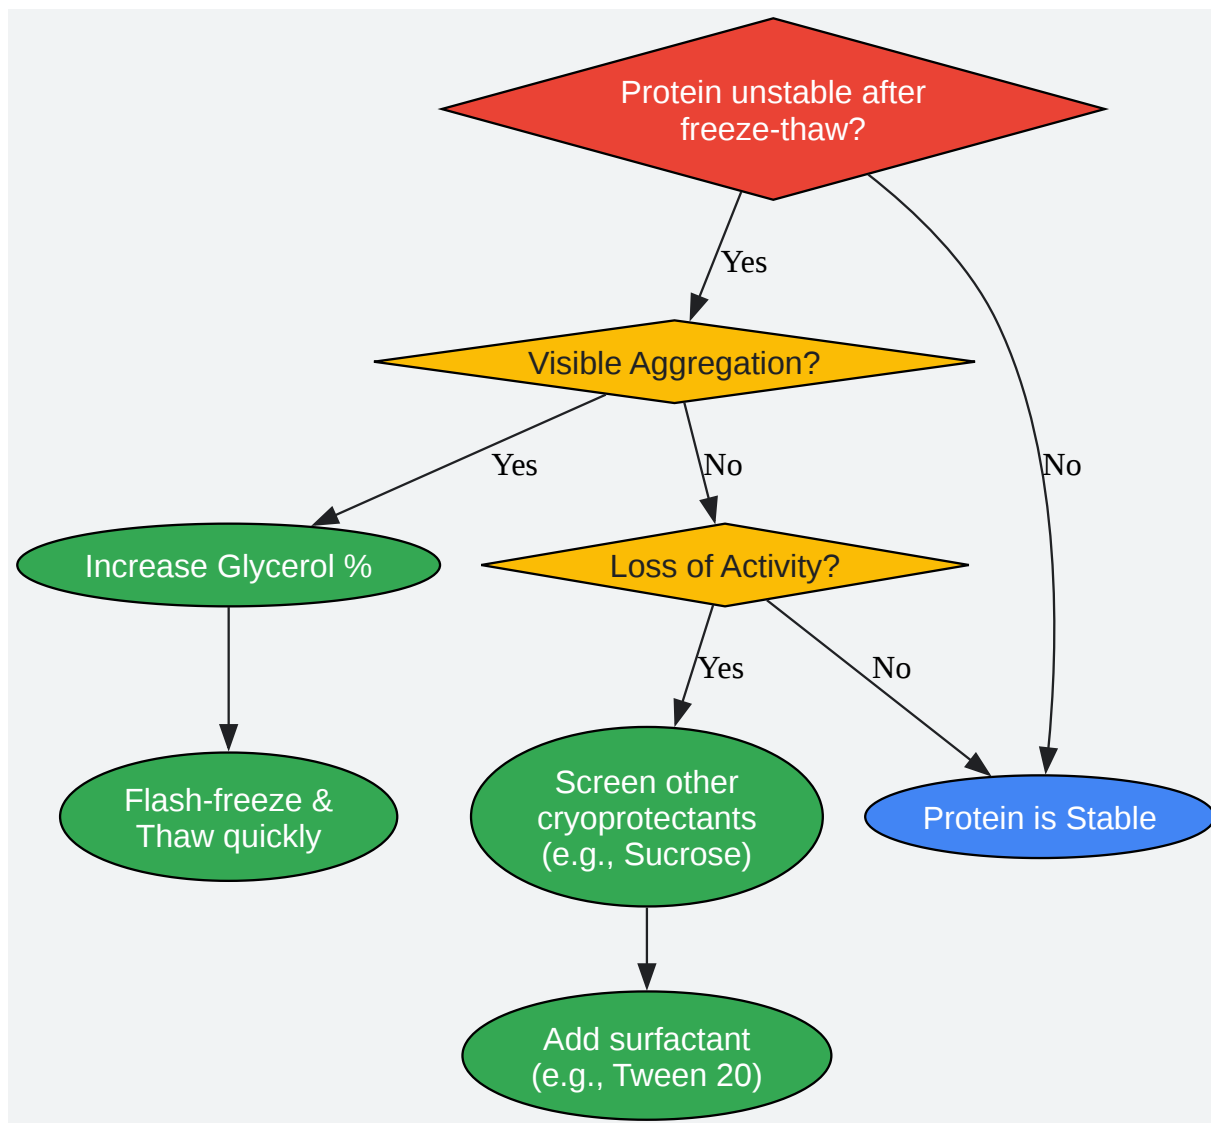 Protein unstable after
freeze-thaw?
Yes
Visible Aggregation?
Yes
No
No
Increase Glycerol %
Loss of Activity?
Yes
No
Flash-freeze &
Thaw quickly
Screen other
cryoprotectants
(e.g., Sucrose)
Protein is Stable
Add surfactant
(e.g., Tween 20)